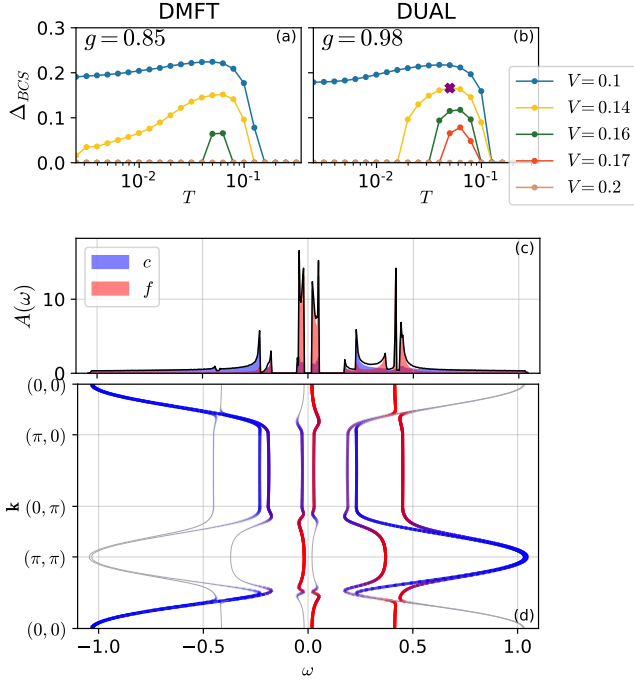 DMFT
DUAL
g = 0.85
(a)
g = 0.98
(b)
0.3
0.2
0.1
0.0
Δ_BCS
10⁻²
10⁻¹
T
10⁻²
10⁻¹
T
V = 0.1
V = 0.14
V = 0.16
V = 0.17
V = 0.2
c
f
(c)
10
0
A(ω)
(0, 0)
(π, 0)
(0, π)
(π, π)
(0, 0)
k
(d)
−1.0
−0.5
0.0
0.5
1.0
ω